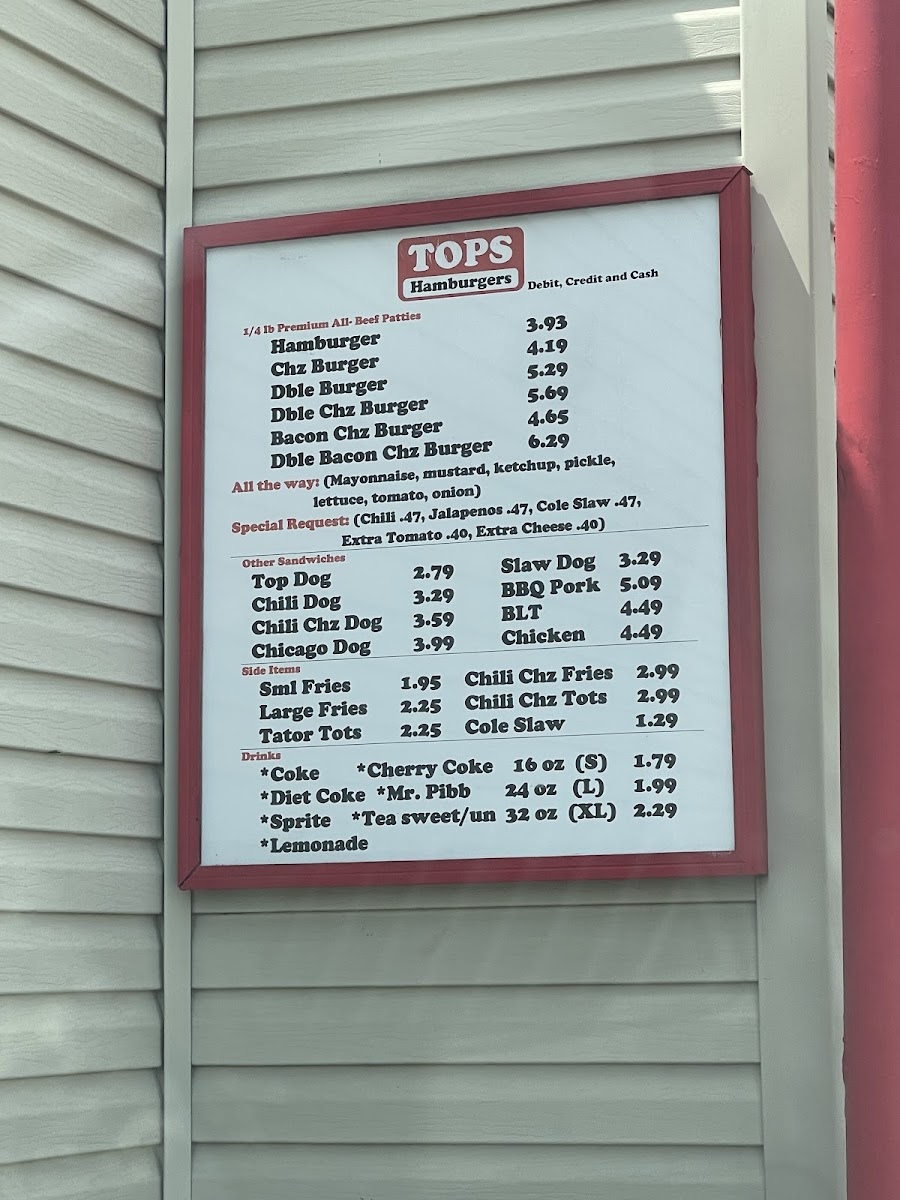 TOPS
Hamburgers
Debit, Credit and Cash
1/4 lb Premium All- Beef Patties
Hamburger 3.93
Chz Burger 4.19
Dble Burger 5.29
Dble Chz Burger 5.69
Bacon Chz Burger 4.65
Dble Bacon Chz Burger 6.29
All the way: (Mayonnaise, mustard, ketchup, pickle,
lettuce, tomato, onion)
Special Request: (Chili .47, Jalapenos .47, Cole Slaw .47,
Extra Tomato .40, Extra Cheese .40)
Other Sandwiches
Top Dog 2.79 Slaw Dog 3.29
Chili Dog 3.29 BBQ Pork 5.09
Chili Chz Dog 3.59 BLT 4.49
Chicago Dog 3.99 Chicken 4.49
Side Items
Sml Fries 1.95 Chili Chz Fries 2.99
Large Fries 2.25 Chili Chz Tots 2.99
Tator Tots 2.25 Cole Slaw 1.29
Drinks
*Coke *Cherry Coke 16 oz (S) 1.79
*Diet Coke *Mr. Pibb 24 oz (L) 1.99
*Sprite *Tea sweet/un 32 oz (XL) 2.29
*Lemonade